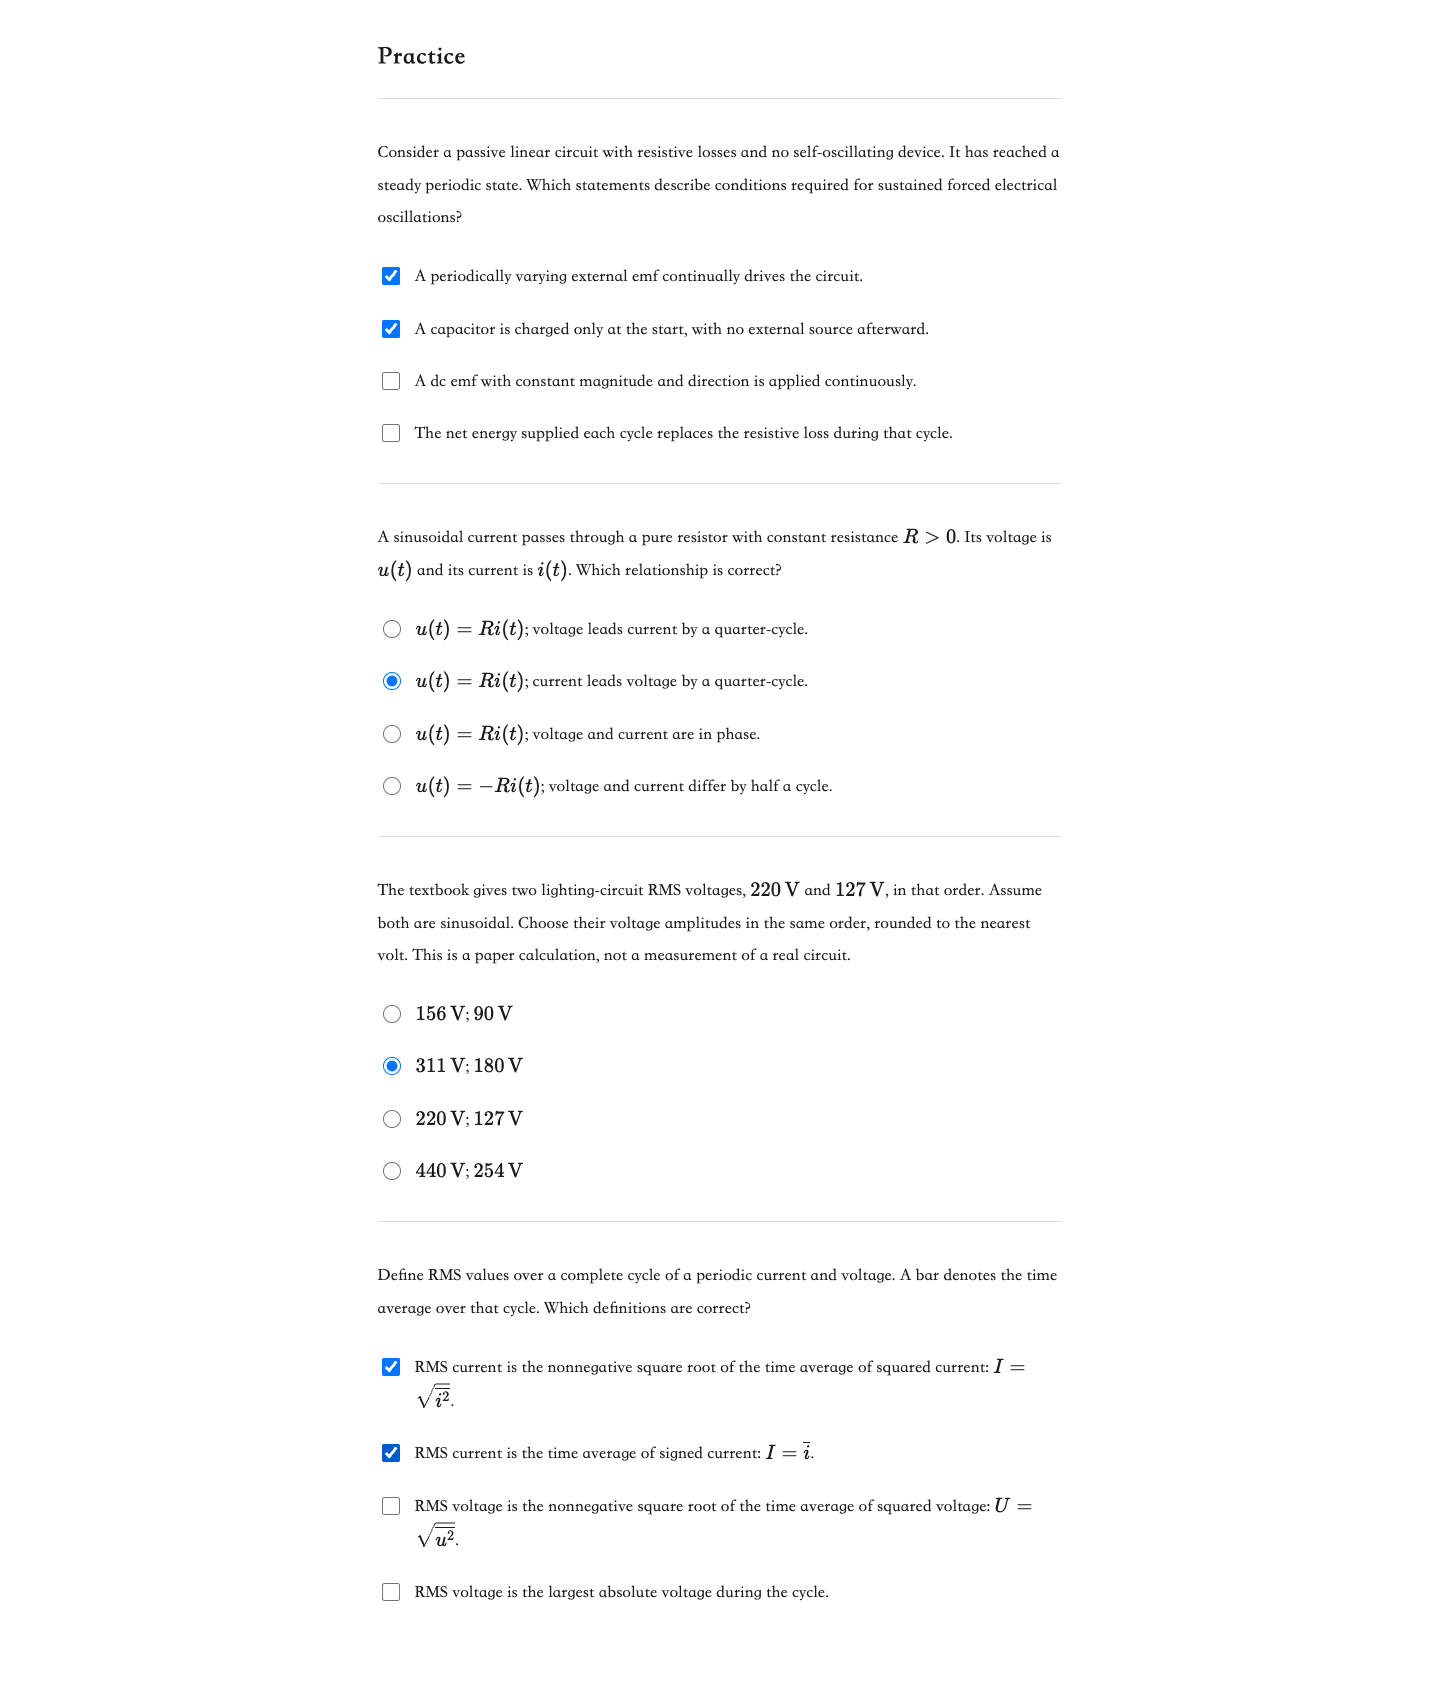 Practice
Consider a passive linear circuit with resistive losses and no self-oscillating device. It has reached a
steady periodic state. Which statements describe conditions required for sustained forced electrical
oscillations?
A periodically varying external emf continually drives the circuit.
A capacitor is charged only at the start, with no external source afterward.
A dc emf with constant magnitude and direction is applied continuously.
The net energy supplied each cycle replaces the resistive loss during that cycle.
A sinusoidal current passes through a pure resistor with constant resistance $R > 0$. Its voltage is
$u(t)$ and its current is $i(t)$. Which relationship is correct?
$u(t) = Ri(t)$; voltage leads current by a quarter-cycle.
$u(t) = Ri(t)$; current leads voltage by a quarter-cycle.
$u(t) = Ri(t)$; voltage and current are in phase.
$u(t) = -Ri(t)$; voltage and current differ by half a cycle.
The textbook gives two lighting-circuit RMS voltages, 220 V and 127 V, in that order. Assume
both are sinusoidal. Choose their voltage amplitudes in the same order, rounded to the nearest
volt. This is a paper calculation, not a measurement of a real circuit.
156 V; 90 V
311 V; 180 V
220 V; 127 V
440 V; 254 V
Define RMS values over a complete cycle of a periodic current and voltage. A bar denotes the time
average over that cycle. Which definitions are correct?
RMS current is the nonnegative square root of the time average of squared current: $I =$
$\sqrt{\overline{i^2}}$.
RMS current is the time average of signed current: $I = \overline{i}$.
RMS voltage is the nonnegative square root of the time average of squared voltage: $U =$
$\sqrt{\overline{u^2}}$.
RMS voltage is the largest absolute voltage during the cycle.